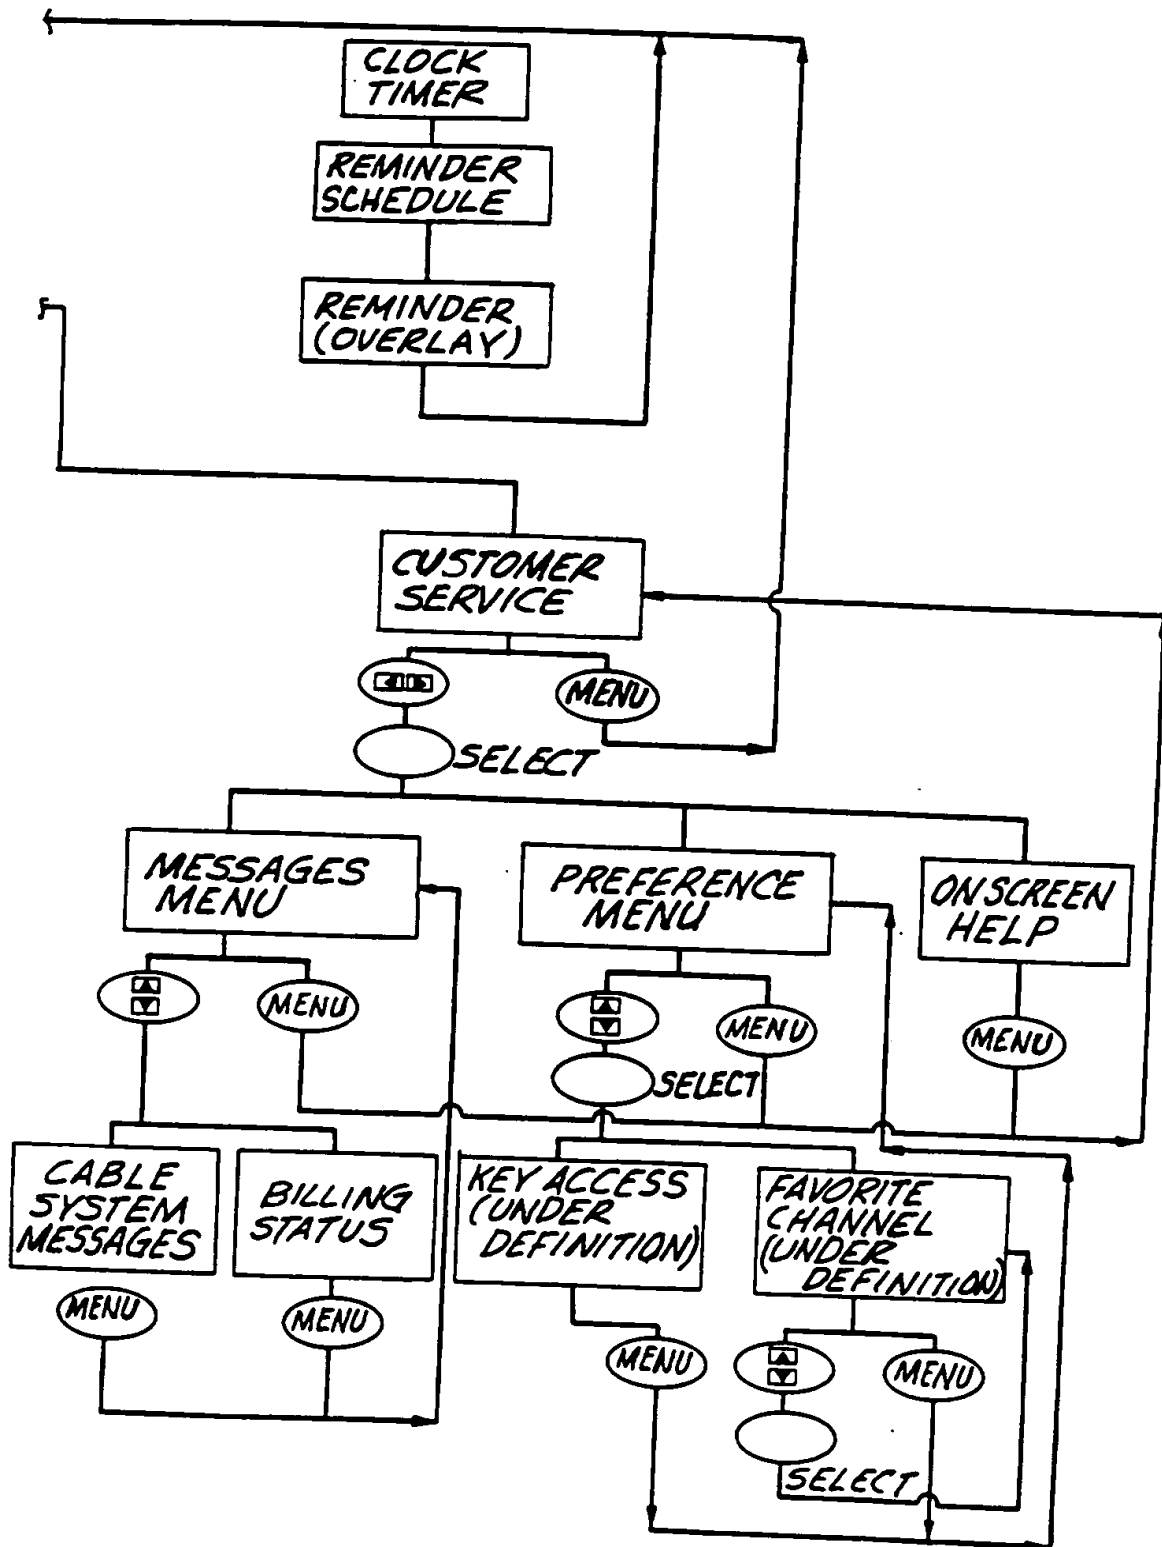 CLOCK
TIMER
REMINDER
SCHEDULE
REMINDER
(OVERLAY)
CUSTOMER
SERVICE
MENU
SELECT
MESSAGES
MENU
PREFERENCE
MENU
ON SCREEN
HELP
MENU
MENU
MENU
SELECT
CABLE
SYSTEM
MESSAGES
BILLING
STATUS
KEY ACCESS
(UNDER
DEFINITION)
FAVORITE
CHANNEL
(UNDER
DEFINITION)
MENU
MENU
MENU
MENU
SELECT